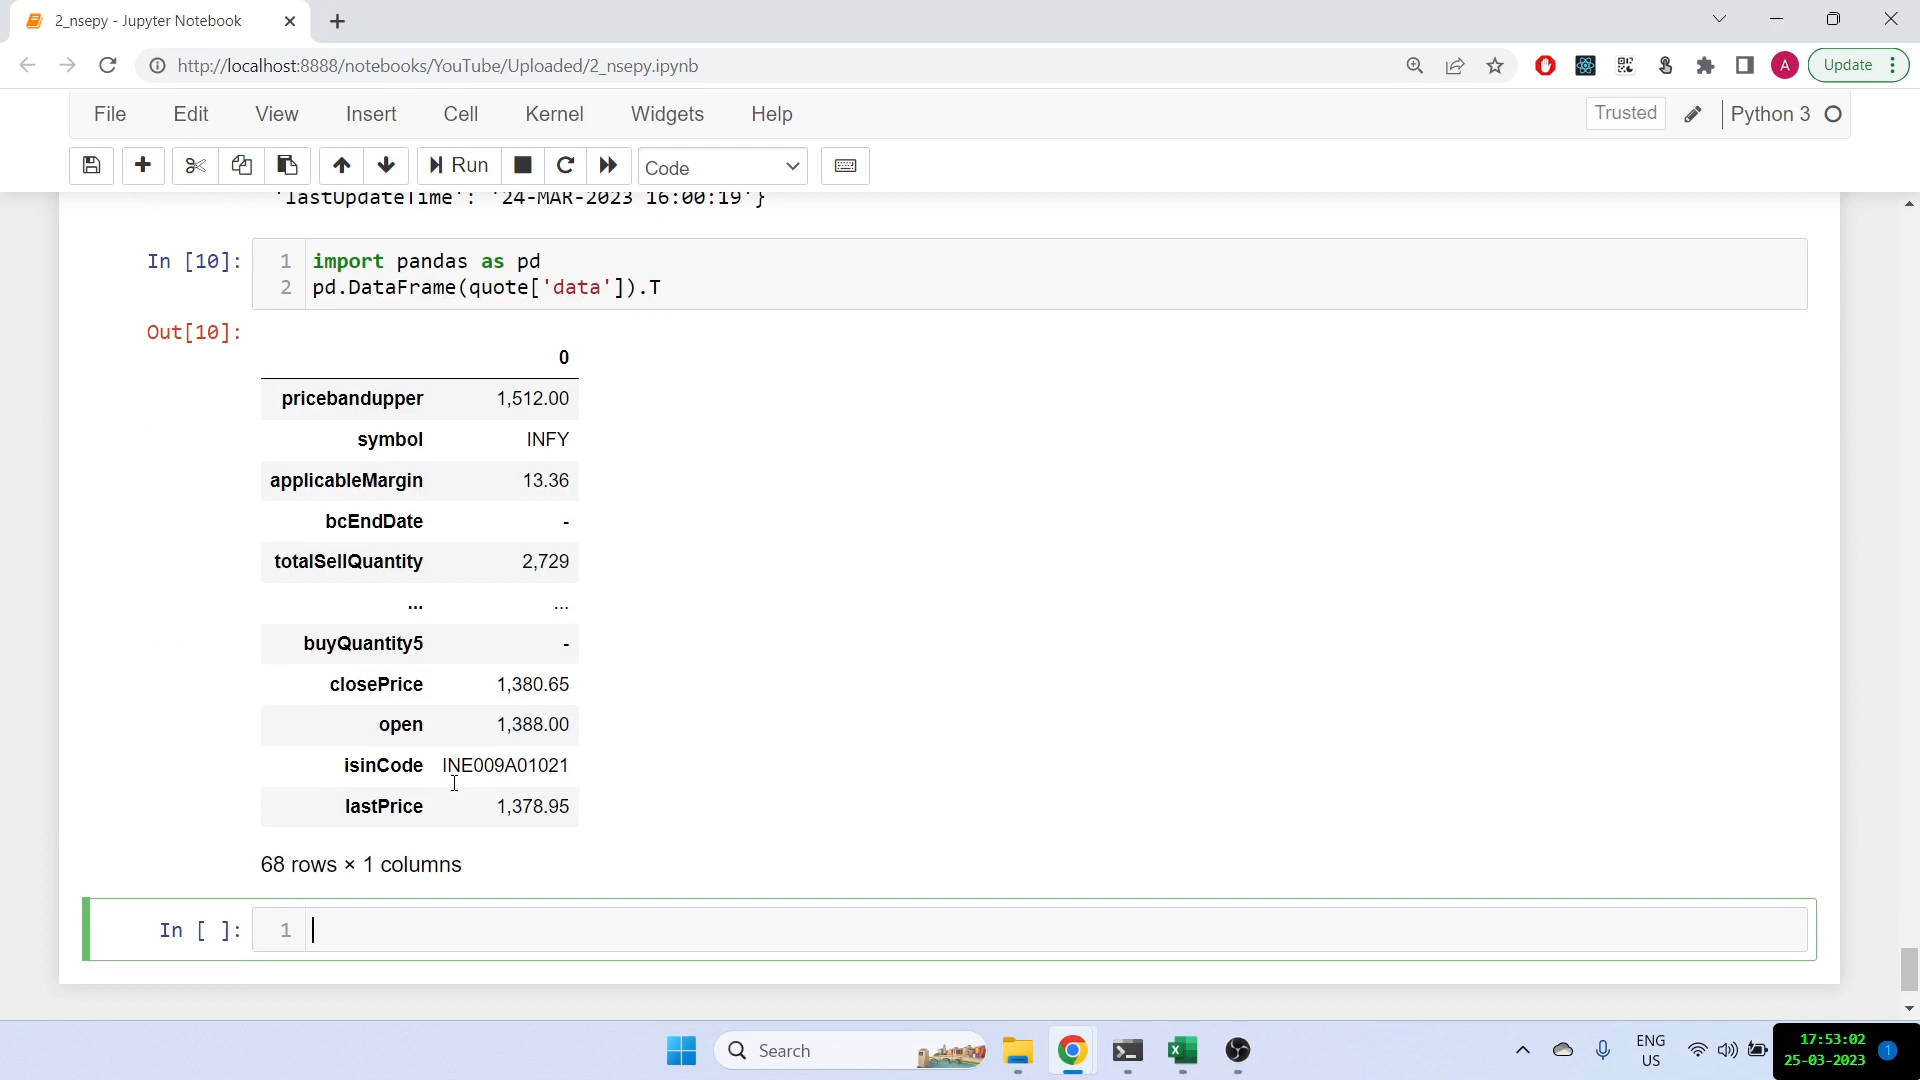 2_nsepy - Jupyter Notebook
http://localhost:8888/notebooks/YouTube/Uploaded/2_nsepy.ipynb
A
Update
File Edit View Insert Cell Kernel Widgets Help
Trusted
Python 3
Run
Code
'lastUpdateTime': '24-MAR-2023 16:00:19'}
In [10]:
1 import pandas as pd
2 pd.DataFrame(quote['data']).T
Out[10]:
0
pricebandupper 1,512.00
symbol INFY
applicableMargin 13.36
bcEndDate -
totalSellQuantity 2,729
... ...
buyQuantity5 -
closePrice 1,380.65
open 1,388.00
isinCode INE009A01021
lastPrice 1,378.95
68 rows × 1 columns
In [ ]: 1
Search
ENG
US
17:53:02
25-03-2023
1